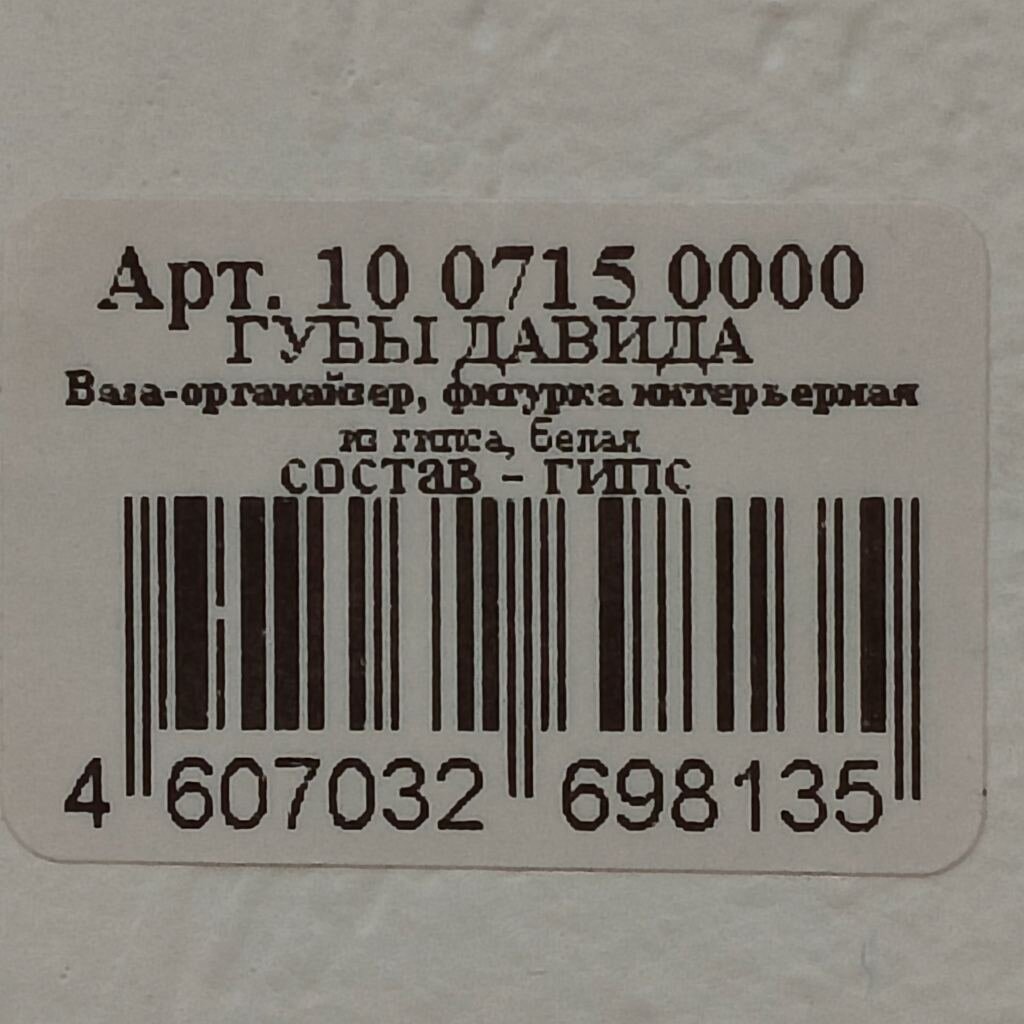 Арт. 10 0715 0000
ГУБЫ ДАВИДА
Ваза-органайзер, фигурка интерьерная
из гипса, белая
состав - гипс
4 607032 698135